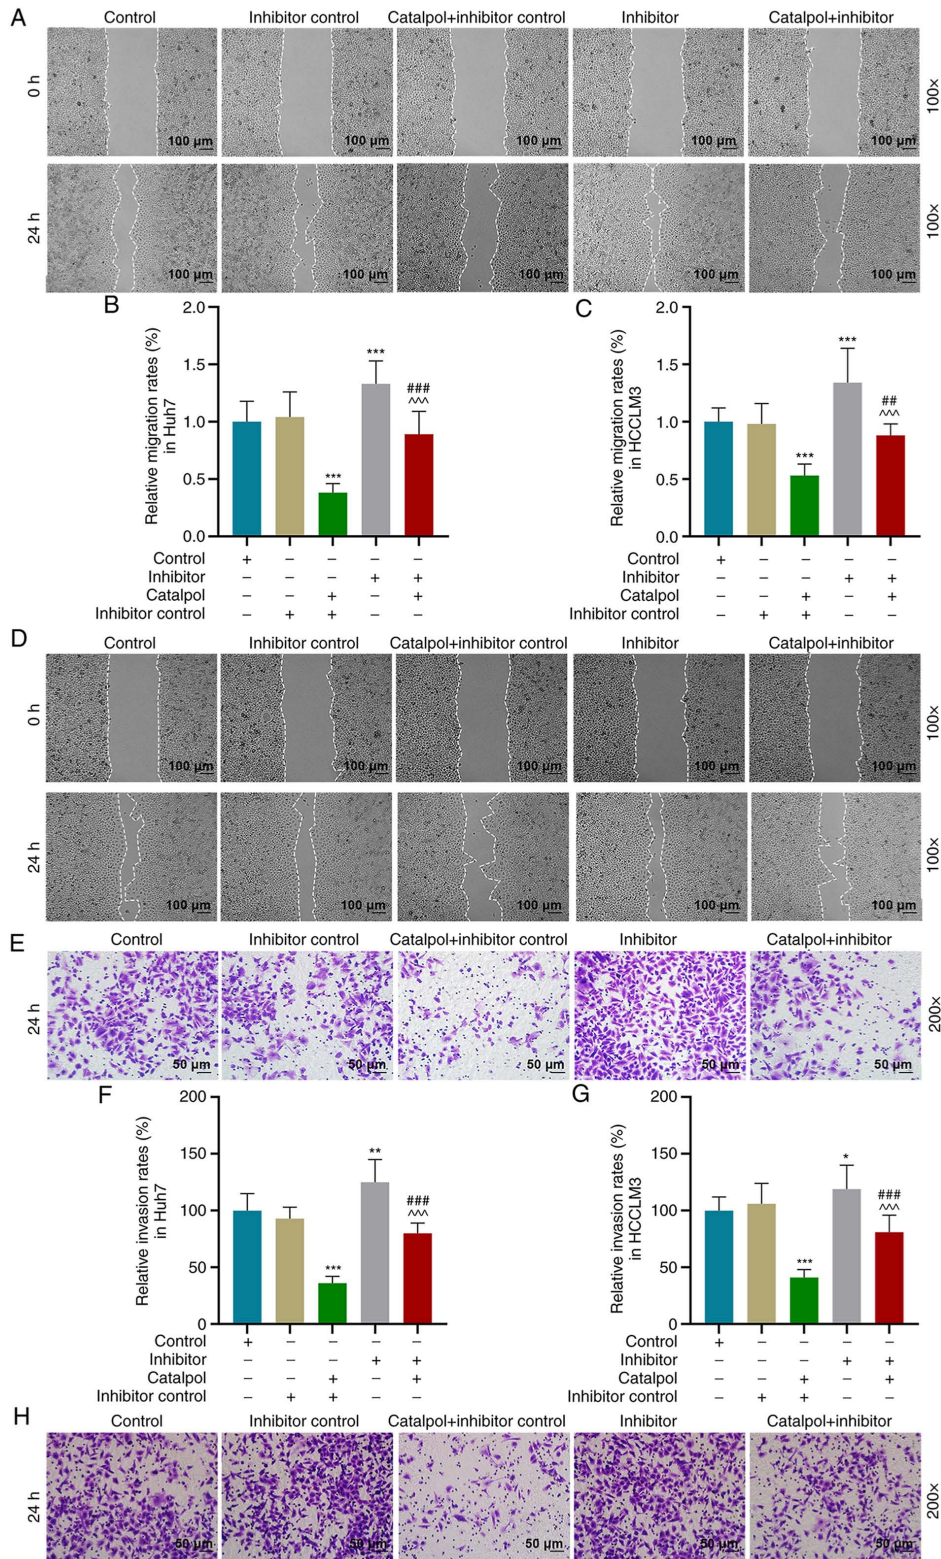 A
Control
Inhibitor control
Catalpol+inhibitor control
Inhibitor
Catalpol+inhibitor
0 h
100 µm
100 µm
100 µm
100 µm
100 µm
100×
24 h
100 µm
100 µm
100 µm
100 µm
100 µm
100×
B
Relative migration rates (%)
in Huh7
2.0
1.5
1.0
0.5
0.0
***
***
###
^^^
Control + − − − −
Inhibitor − − − + +
Catalpol − − + − +
Inhibitor control − + + − −
C
Relative migration rates (%)
in HCCLM3
2.0
1.5
1.0
0.5
0.0
***
***
##
^^^
Control + − − − −
Inhibitor − − − + +
Catalpol − − + − +
Inhibitor control − + + − −
D
Control
Inhibitor control
Catalpol+inhibitor control
Inhibitor
Catalpol+inhibitor
0 h
100 µm
100 µm
100 µm
100 µm
100 µm
100×
24 h
100 µm
100 µm
100 µm
100 µm
100 µm
100×
E
Control
Inhibitor control
Catalpol+inhibitor control
Inhibitor
Catalpol+inhibitor
24 h
50 µm
50 µm
50 µm
50 µm
50 µm
200×
F
Relative invasion rates (%)
in Huh7
200
150
100
50
0
***
**
###
^^^
Control + − − − −
Inhibitor − − − + +
Catalpol − − + − +
Inhibitor control − + + − −
G
Relative invasion rates (%)
in HCCLM3
200
150
100
50
0
***
*
###
^^^
Control + − − − −
Inhibitor − − − + +
Catalpol − − + − +
Inhibitor control − + + − −
H
Control
Inhibitor control
Catalpol+inhibitor control
Inhibitor
Catalpol+inhibitor
24 h
50 µm
50 µm
50 µm
50 µm
50 µm
200×